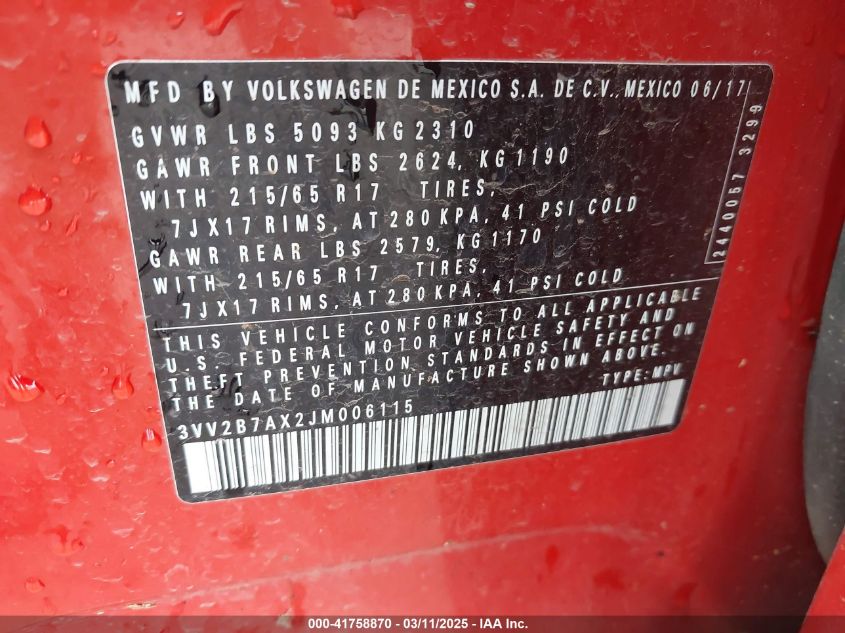 MFD BY VOLKSWAGEN DE MEXICO S.A. DE C.V., MEXICO 06/17
GVWR LBS 5093 KG 2310
GAWR FRONT LBS 2624, KG 1190
WITH 215/65 R17 TIRES,
7JX17 RIMS, AT 280 KPA, 41 PSI COLD
GAWR REAR LBS 2579, KG 1170
WITH 215/65 R17 TIRES,
7JX17 RIMS, AT 280 KPA, 41 PSI COLD
THIS VEHICLE CONFORMS TO ALL APPLICABLE
U.S. FEDERAL MOTOR VEHICLE SAFETY AND
THEFT PREVENTION STANDARDS IN EFFECT ON
THE DATE OF MANUFACTURE SHOWN ABOVE.
TYPE: MPV
3VV2B7AX2JM006115
2440057 3299
000-41758870 - 03/11/2025 - IAA Inc.